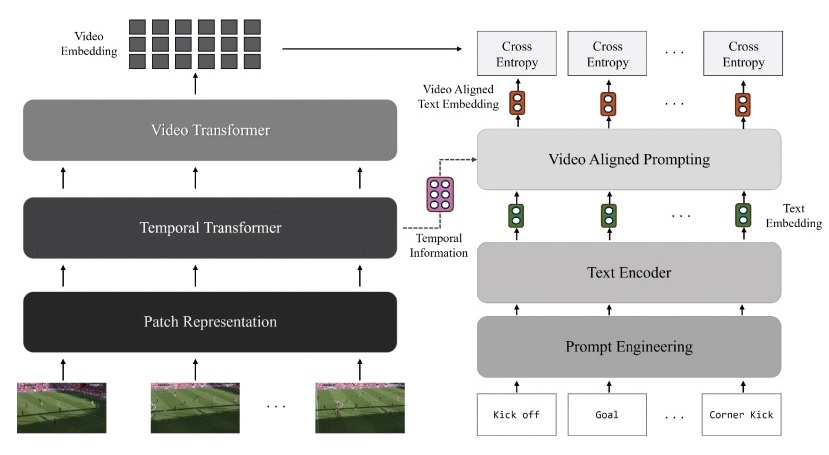 Video
Embedding
Video Transformer
Temporal Transformer
Patch Representation
. . .
Temporal
Information
Cross
Entropy
Cross
Entropy
. . .
Cross
Entropy
Video Aligned
Text Embedding
. . .
Video Aligned Prompting
. . .
Text
Embedding
Text Encoder
Prompt Engineering
Kick off
Goal
. . .
Corner Kick